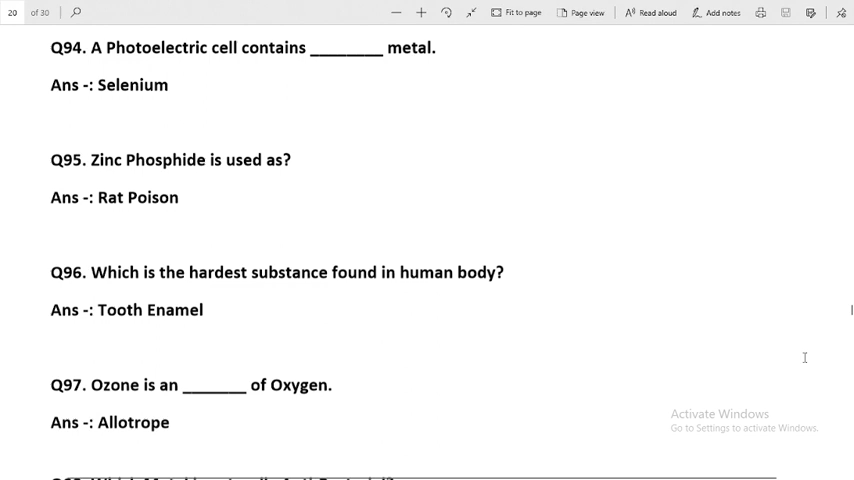 20 of 30 Fit to page Page view Read aloud Add notes
Q94. A Photoelectric cell contains ________ metal.
Ans -: Selenium
Q95. Zinc Phosphide is used as?
Ans -: Rat Poison
Q96. Which is the hardest substance found in human body?
Ans -: Tooth Enamel
Q97. Ozone is an _______ of Oxygen.
Ans -: Allotrope
Activate Windows
Go to Settings to activate Windows.